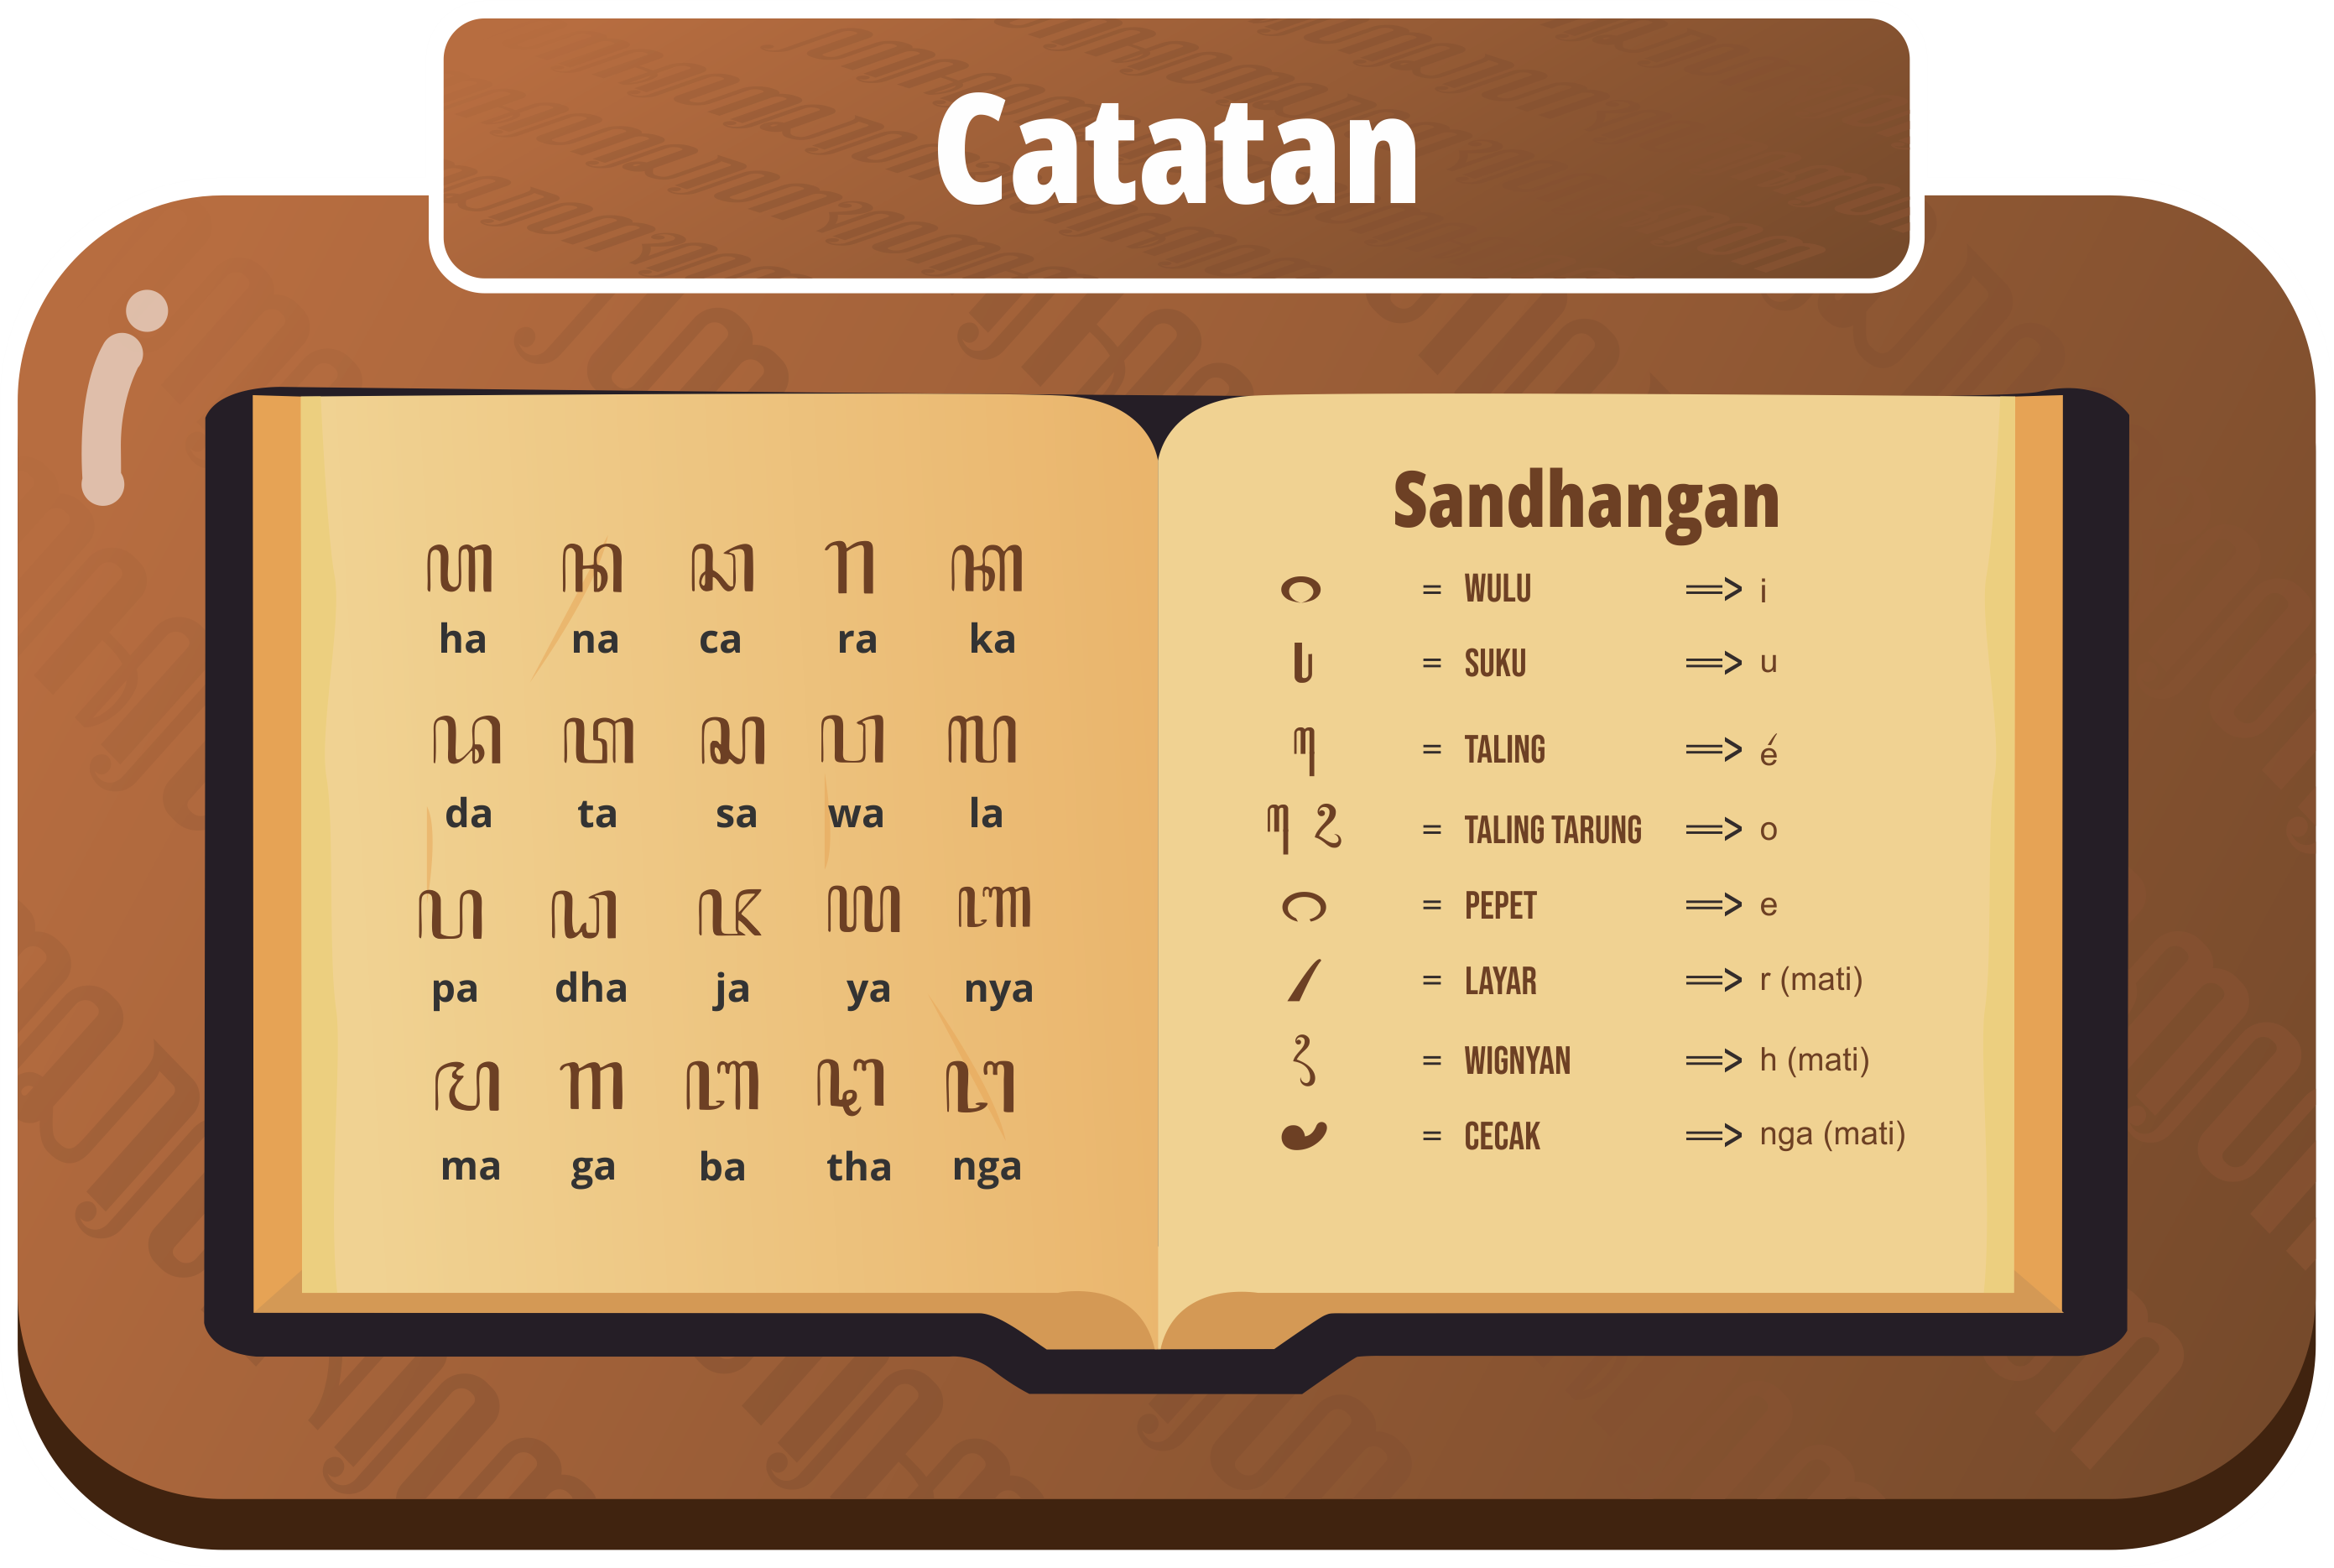 Catatan
ꦲ ꦤ ꦕ ꦫ ꦏ
ha na ca ra ka
ꦢ ꦠ ꦱ ꦮ ꦭ
da ta sa wa la
ꦥ ꦝ ꦗ ꦪ ꦚ
pa dha ja ya nya
ꦩ ꦒ ꦧ ꦛ ꦔ
ma ga ba tha nga
Sandhangan
ꦶ = WULU ==> i
ꦸ = SUKU ==> u
ꦺ = TALING ==> é
ꦺ ꦴ = TALING TARUNG ==> o
ꦼ = PEPET ==> e
ꦂ = LAYAR ==> r (mati)
ꦃ = WIGNYAN ==> h (mati)
ꦁ = CECAK ==> nga (mati)